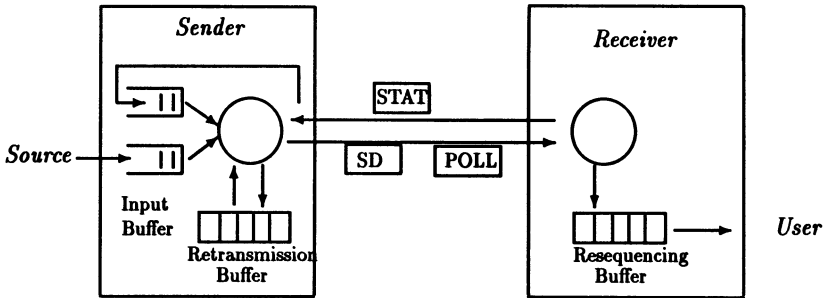 Sender
Receiver
STAT
Source
SD
POLL
Input
Buffer
Retransmission
Buffer
Resequencing
Buffer
User